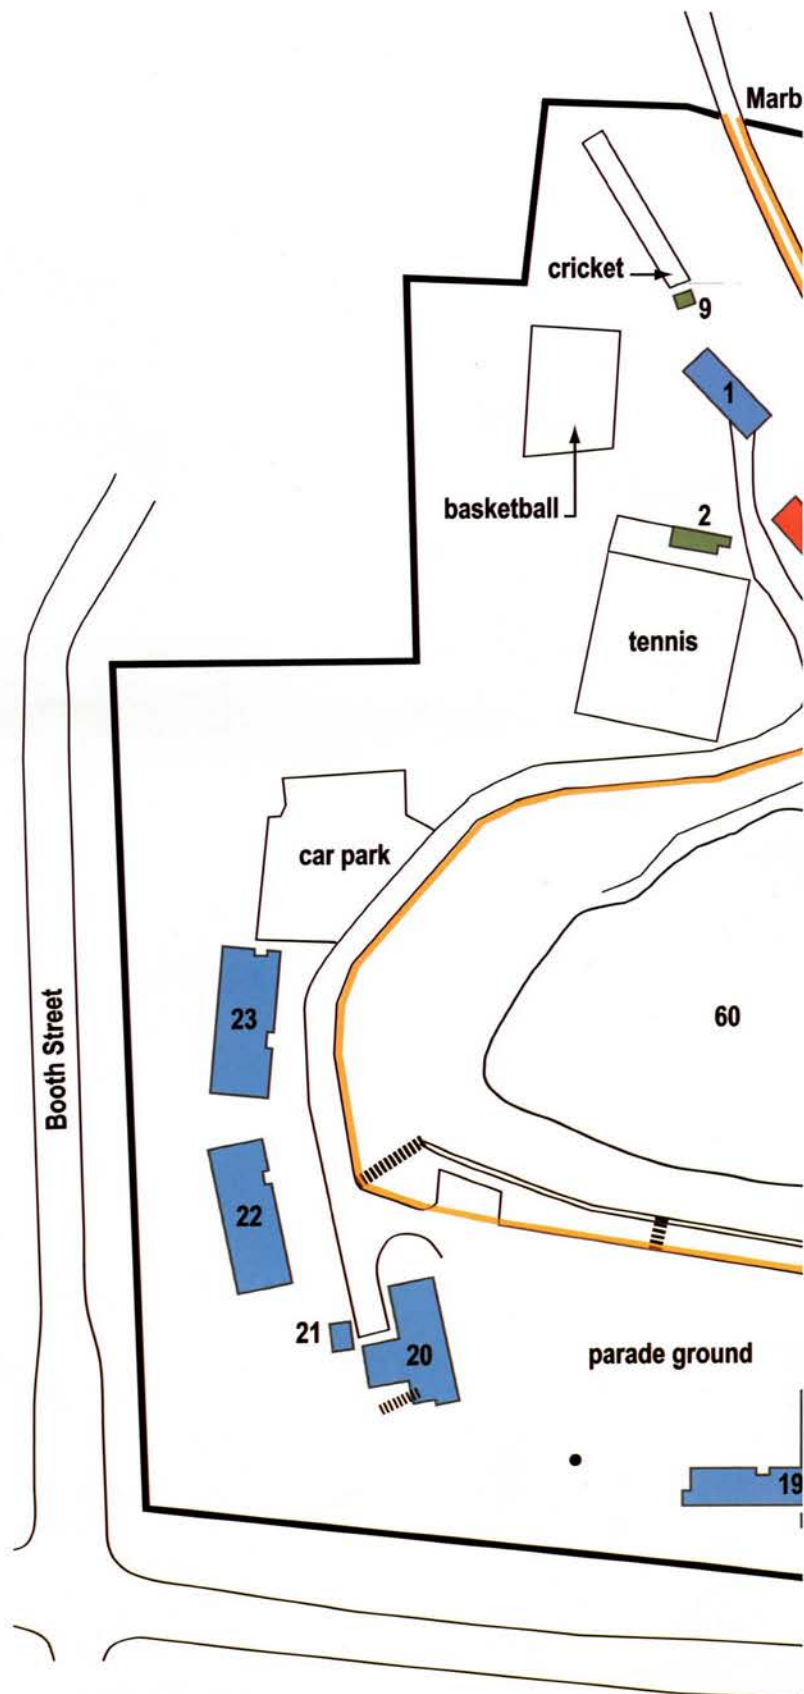 Marb
cricket
9
1
basketball
2
tennis
car park
23
60
Booth Street
22
21
20
parade ground
19